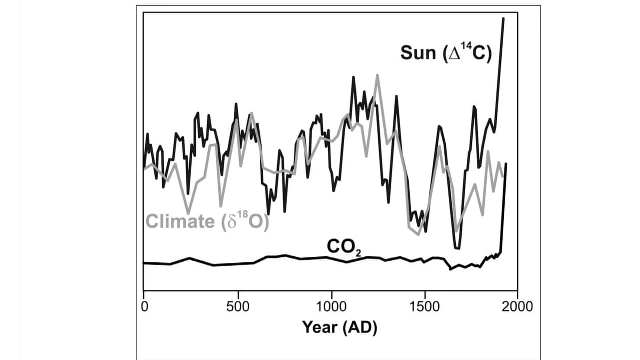 Sun (Δ¹⁴C)
Climate (δ¹⁸O)
CO₂
0 500 1000 1500 2000
Year (AD)